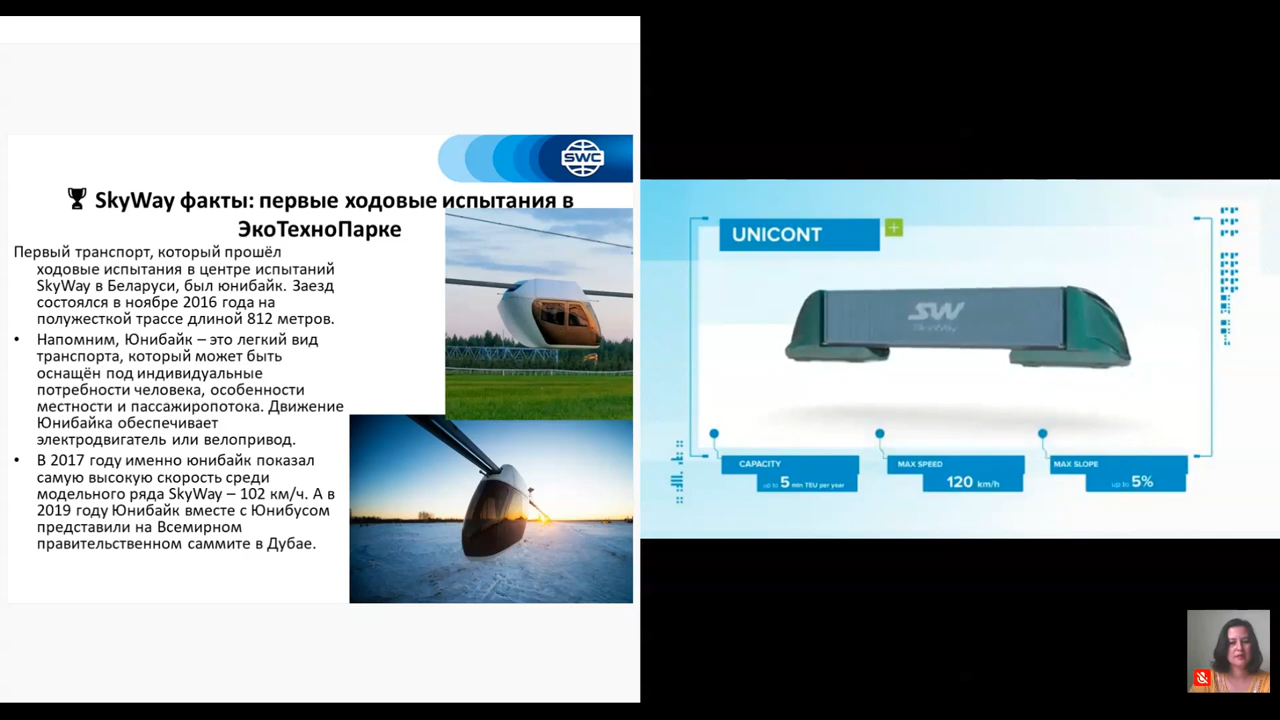 SWC
SkyWay факты: первые ходовые испытания в
ЭкоТехноПарке
Первый транспорт, который прошёл
ходовые испытания в центре испытаний
SkyWay в Беларуси, был юнибайк. Заезд
состоялся в ноябре 2016 года на
полужесткой трассе длиной 812 метров.
• Напомним, Юнибайк – это легкий вид
транспорта, который может быть
оснащён под индивидуальные
потребности человека, особенности
местности и пассажиропотока. Движение
Юнибайка обеспечивает
электродвигатель или велопривод.
• В 2017 году именно юнибайк показал
самую высокую скорость среди
модельного ряда SkyWay – 102 км/ч. А в
2019 году Юнибайк вместе с Юнибусом
представили на Всемирном
правительственном саммите в Дубае.
UNICONT
SW
SkyWay
CAPACITY
up to 5 mln TEU per year
MAX SPEED
120 km/h
MAX SLOPE
up to 5%